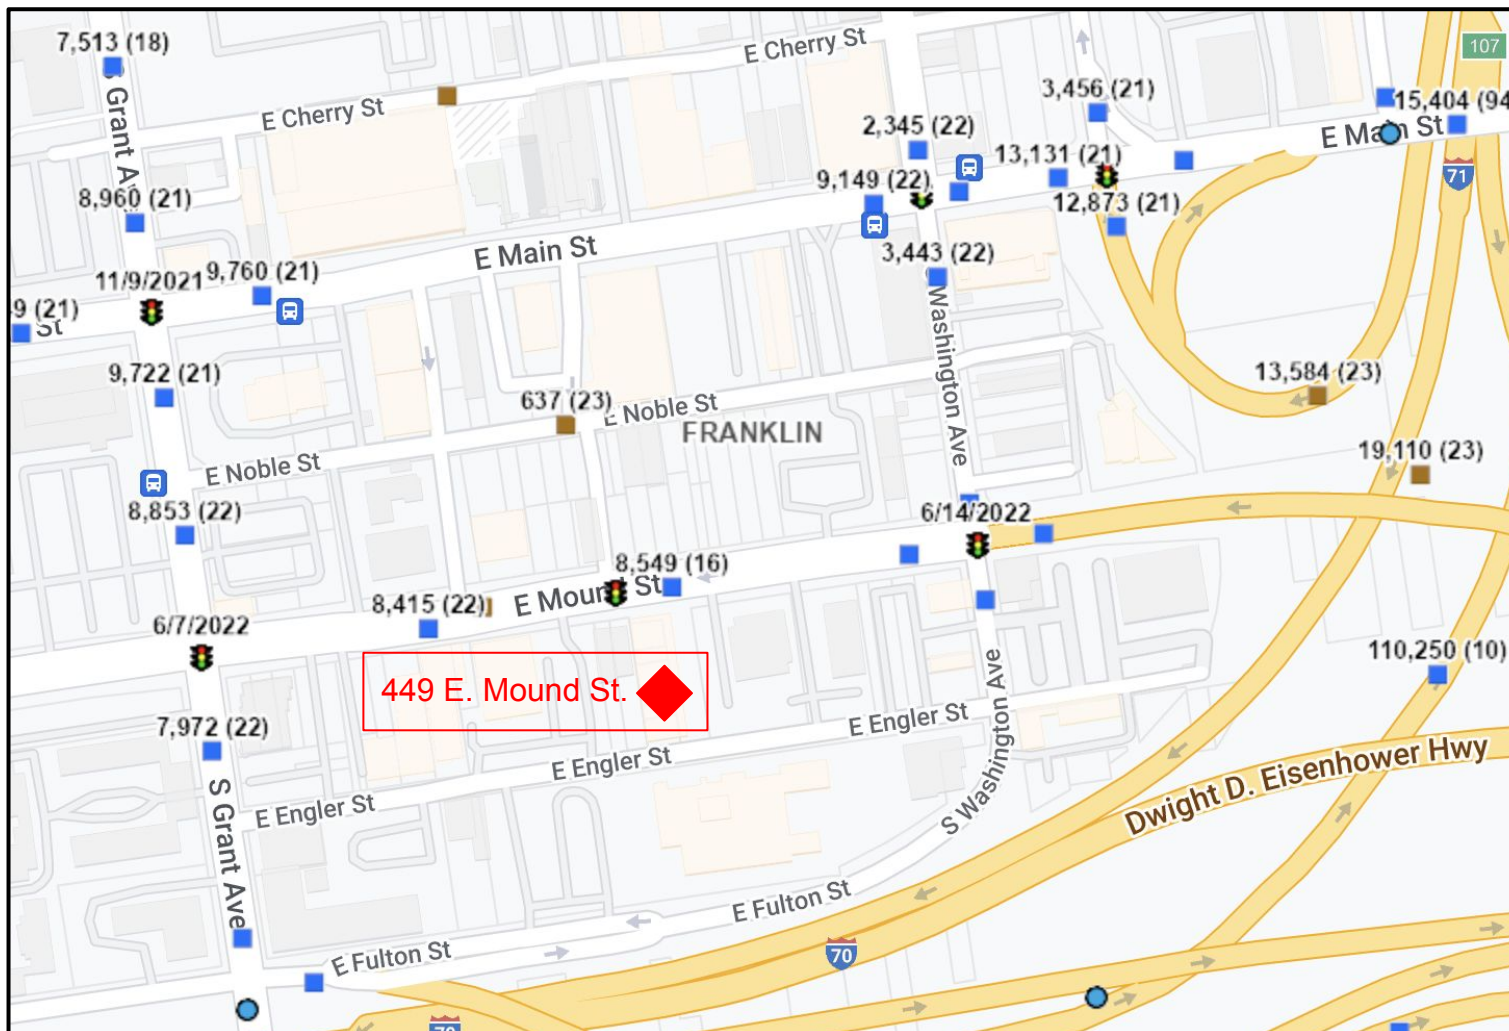 7,513 (18)
E Cherry St
107
3,456 (21)
15,404 (94
S Grant Av
E Cherry St
2,345 (22)
E Main St
13,131 (21)
71
9,149 (22)
8,960 (21)
12,873 (21)
E Main St
3,443 (22)
11/9/2021
9,760 (21)
9 (21)
St
Washington Ave
9,722 (21)
13,584 (23)
637 (23)
E Noble St
FRANKLIN
19,110 (23)
E Noble St
8,853 (22)
6/14/2022
8,549 (16)
E Mound St
8,415 (22)
6/7/2022
110,250 (10)
449 E. Mound St.
7,972 (22)
E Engler St
E Engler St
Dwight D. Eisenhower Hwy
E Engler St
S Washington Ave
S Grant Ave
E Fulton St
E Fulton St
70
70